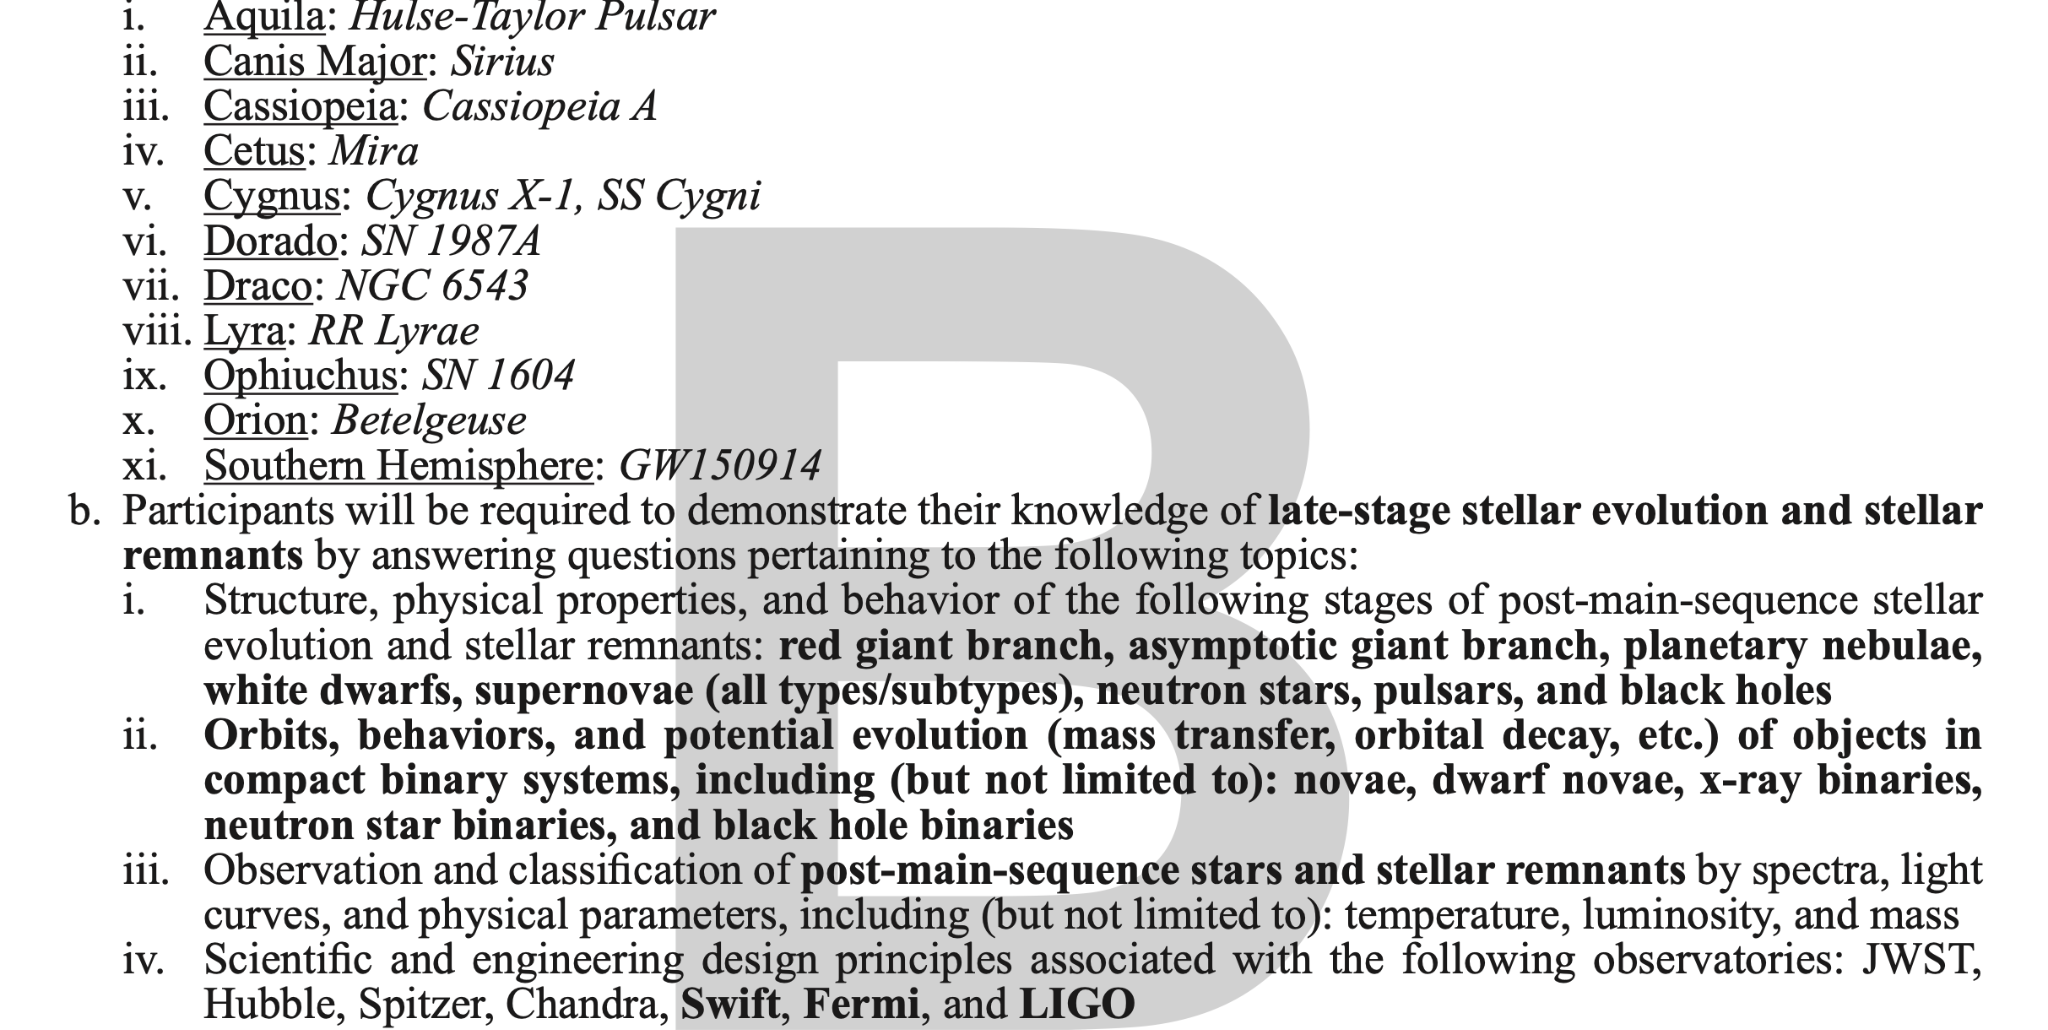 i. Aquila: Hulse-Taylor Pulsar
ii. Canis Major: Sirius
iii. Cassiopeia: Cassiopeia A
iv. Cetus: Mira
v. Cygnus: Cygnus X-1, SS Cygni
vi. Dorado: SN 1987A
vii. Draco: NGC 6543
viii. Lyra: RR Lyrae
ix. Ophiuchus: SN 1604
x. Orion: Betelgeuse
xi. Southern Hemisphere: GW150914
b. Participants will be required to demonstrate their knowledge of late-stage stellar evolution and stellar
remnants by answering questions pertaining to the following topics:
i. Structure, physical properties, and behavior of the following stages of post-main-sequence stellar
evolution and stellar remnants: red giant branch, asymptotic giant branch, planetary nebulae,
white dwarfs, supernovae (all types/subtypes), neutron stars, pulsars, and black holes
ii. Orbits, behaviors, and potential evolution (mass transfer, orbital decay, etc.) of objects in
compact binary systems, including (but not limited to): novae, dwarf novae, x-ray binaries,
neutron star binaries, and black hole binaries
iii. Observation and classification of post-main-sequence stars and stellar remnants by spectra, light
curves, and physical parameters, including (but not limited to): temperature, luminosity, and mass
iv. Scientific and engineering design principles associated with the following observatories: JWST,
Hubble, Spitzer, Chandra, Swift, Fermi, and LIGO
B